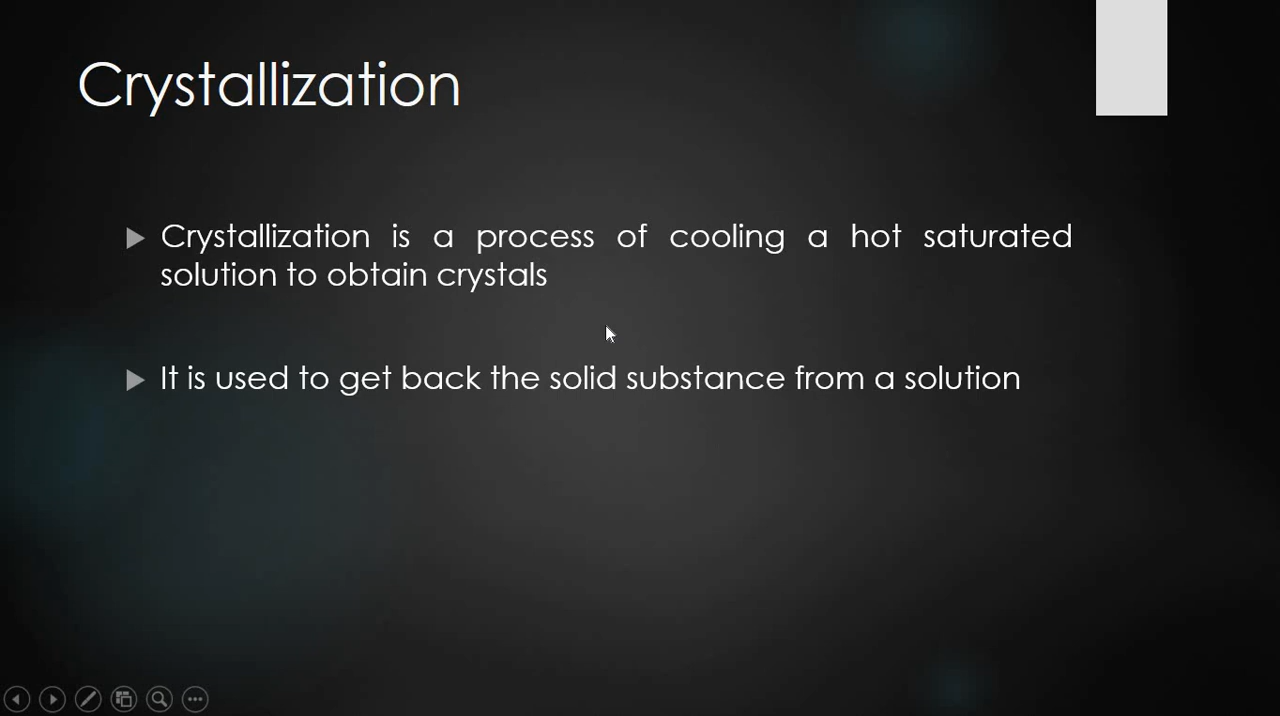 Crystallization
Crystallization is a process of cooling a hot saturated
solution to obtain crystals
It is used to get back the solid substance from a solution